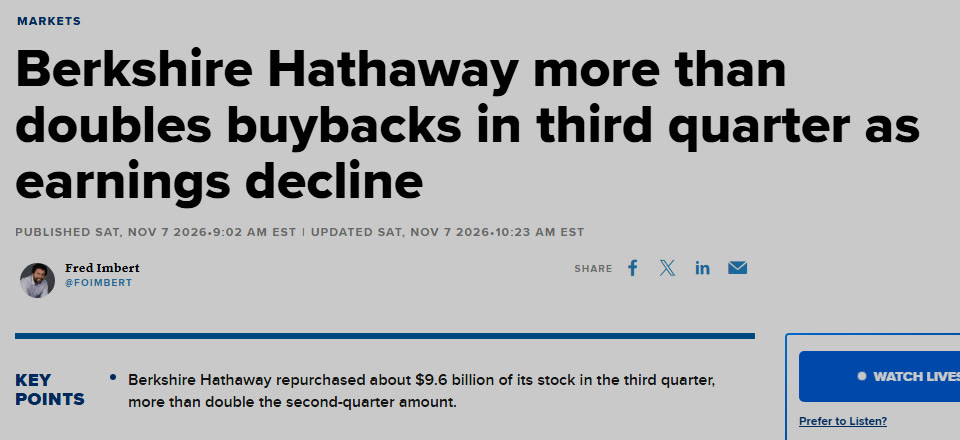 MARKETS
Berkshire Hathaway more than
doubles buybacks in third quarter as
earnings decline
PUBLISHED SAT, NOV 7 2026•9:02 AM EST | UPDATED SAT, NOV 7 2026•10:23 AM EST
Fred Imbert
@FOIMBERT
SHARE
KEY
POINTS
• Berkshire Hathaway repurchased about $9.6 billion of its stock in the third quarter,
more than double the second-quarter amount.
WATCH LIVES
Prefer to Listen?